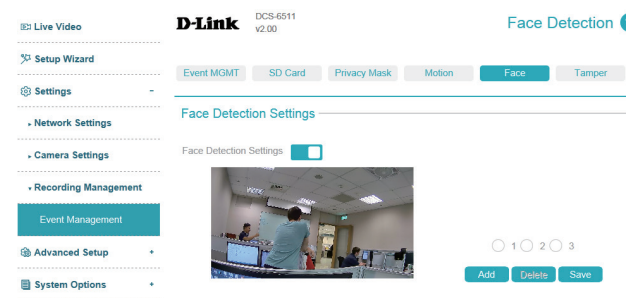 Live Video
Setup Wizard
Settings -
Network Settings
Camera Settings
Recording Management
Event Management
Advanced Setup +
System Options +
D-Link DCS-6511
v2.00
Face Detection
Event MGMT SD Card Privacy Mask Motion Face Tamper
Face Detection Settings
Face Detection Settings
1 2 3
Add Delete Save